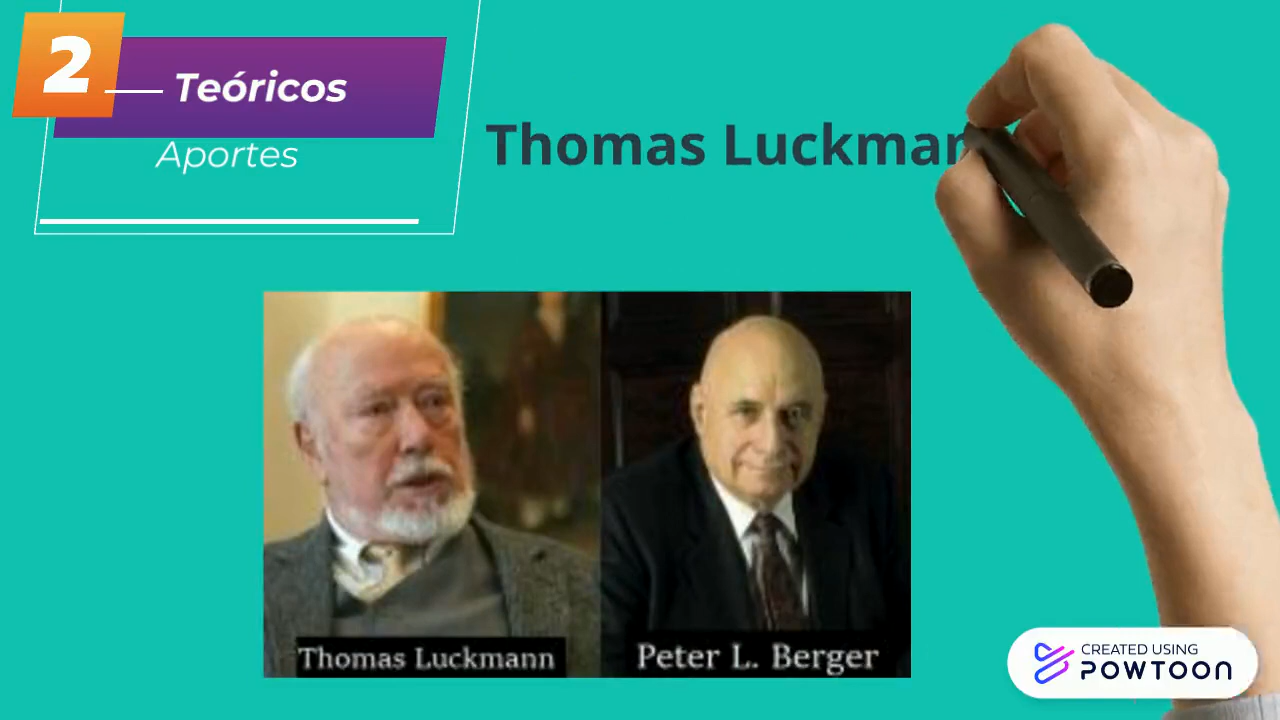 2
Teóricos
Aportes
Thomas Luckman
Thomas Luckmann
Peter L. Berger
CREATED USING
POWTOON